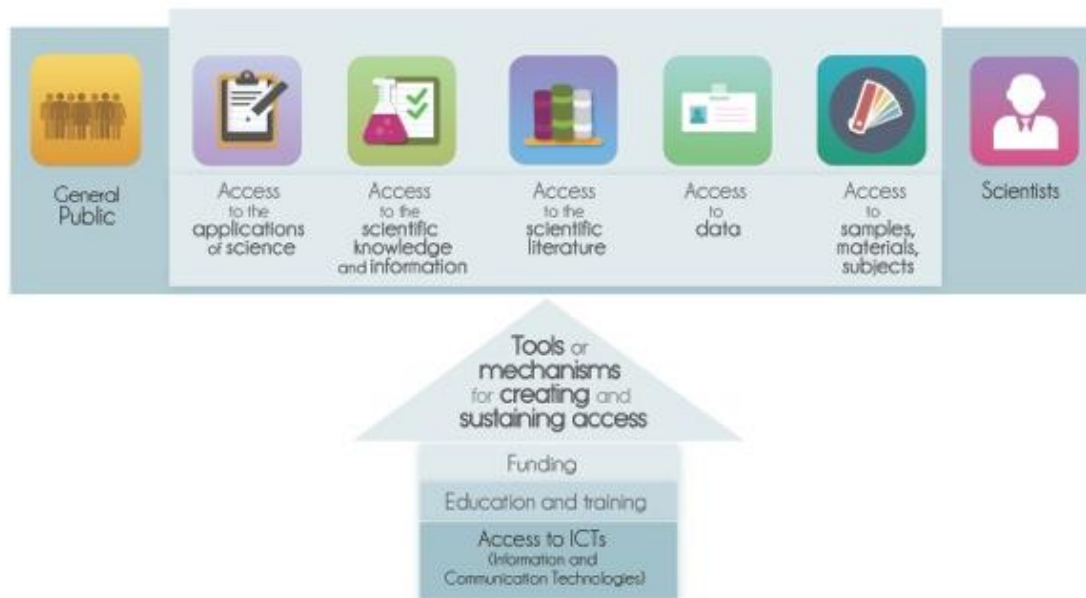 General
Public
Access
to the
applications
of science
Access
to the
scientific
knowledge
and information
Access
to the
scientific
literature
Access
to
data
Access
to
samples,
materials,
subjects
Scientists
Tools or
mechanisms
for creating and
sustaining access
Funding
Education and training
Access to ICTs
(Information and
Communication Technologies)